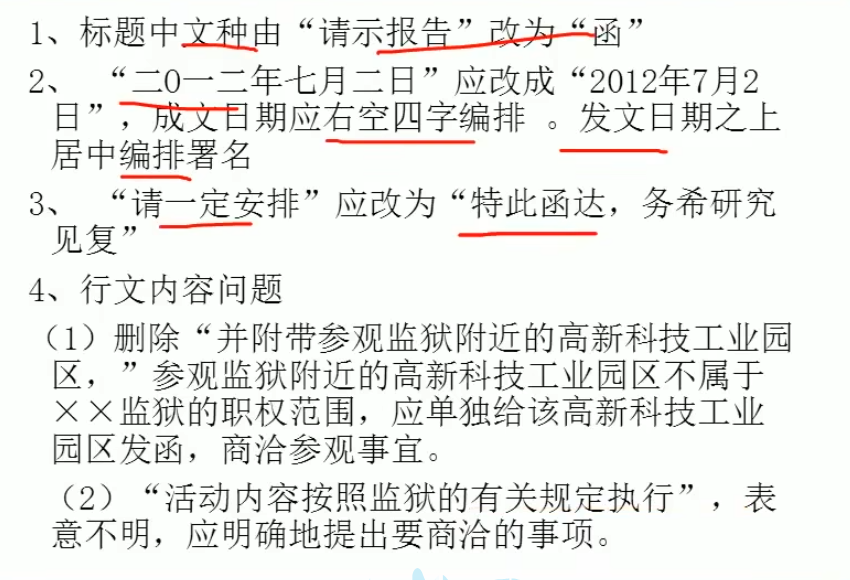 1、标题中文种由“请示报告”改为“函”
2、 “二O一二年七月二日”应改成“2012年7月2
日”，成文日期应右空四字编排 。发文日期之上
居中编排署名
3、 “请一定安排”应改为“特此函达，务希研究
见复”
4、行文内容问题
（1）删除“并附带参观监狱附近的高新科技工业园
区，”参观监狱附近的高新科技工业园区不属于
××监狱的职权范围，应单独给该高新科技工业
园区发函，商洽参观事宜。
（2）“活动内容按照监狱的有关规定执行”，表
意不明，应明确地提出要商洽的事项。